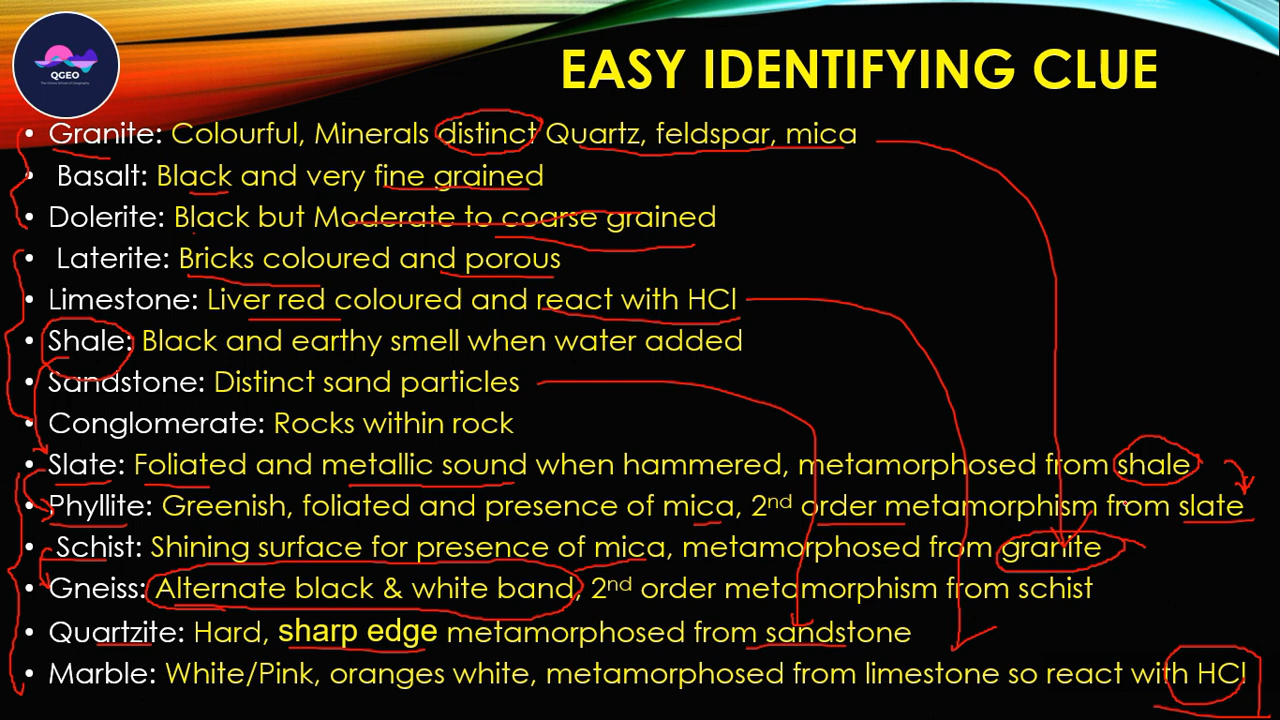 QGEO
EASY IDENTIFYING CLUE
• Granite: Colourful, Minerals distinct Quartz, feldspar, mica
• Basalt: Black and very fine grained
• Dolerite: Black but Moderate to coarse grained
• Laterite: Bricks coloured and porous
• Limestone: Liver red coloured and react with HCl
• Shale: Black and earthy smell when water added
• Sandstone: Distinct sand particles
• Conglomerate: Rocks within rock
• Slate: Foliated and metallic sound when hammered, metamorphosed from shale
• Phyllite: Greenish, foliated and presence of mica, 2nd order metamorphism from slate
• Schist: Shining surface for presence of mica, metamorphosed from granite
• Gneiss: Alternate black & white band, 2nd order metamorphism from schist
• Quartzite: Hard, sharp edge metamorphosed from sandstone
• Marble: White/Pink, oranges white, metamorphosed from limestone so react with HCl